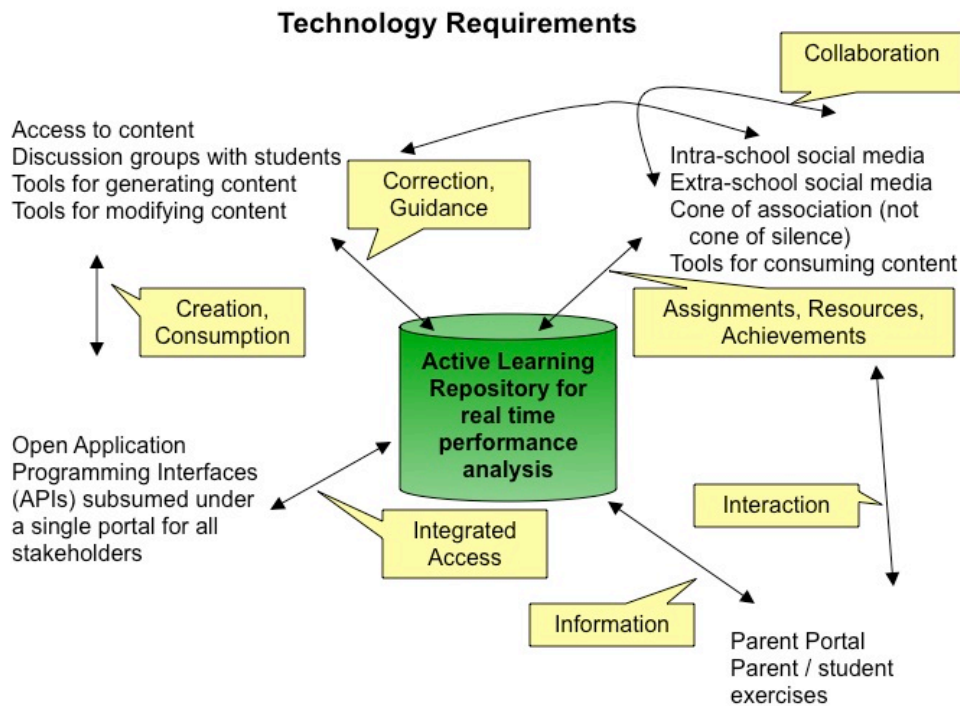 Technology Requirements
Collaboration
Access to content
Discussion groups with students
Tools for generating content
Tools for modifying content
Correction,
Guidance
Intra-school social media
Extra-school social media
Cone of association (not
cone of silence)
Tools for consuming content
Creation,
Consumption
Assignments, Resources,
Achievements
Active Learning
Repository for
real time
performance
analysis
Open Application
Programming Interfaces
(APIs) subsumed under
a single portal for all
stakeholders
Integrated
Access
Interaction
Information
Parent Portal
Parent / student
exercises